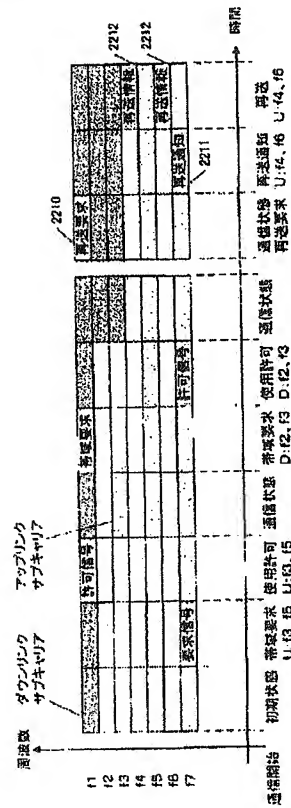 周波数
ダウンリンク
サブキャリア
アップリンク
サブキャリア
2210
2212
2212
f1
f2
f3
f4
f5
f6
f7
許可信号
帯域要求
再送要求
再送情報
再送情報
要求信号
許可信号
再送通知
2211
時間
通信開始
初期状態
帯域要求
U:f3、f5
使用許可
U:f3、f5
通信状態
帯域要求
D:f2、f3
使用許可
D:f2、f3
通信状態
通信状態
再送要求
再送通知
U:f4、f6
再送
U:f4、f6